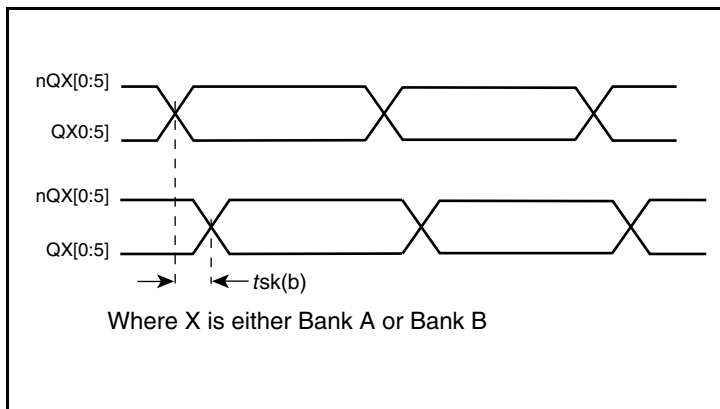 nQX[0:5]
QX0:5]
nQX[0:5]
QX[0:5]
tsk(b)
Where X is either Bank A or Bank B